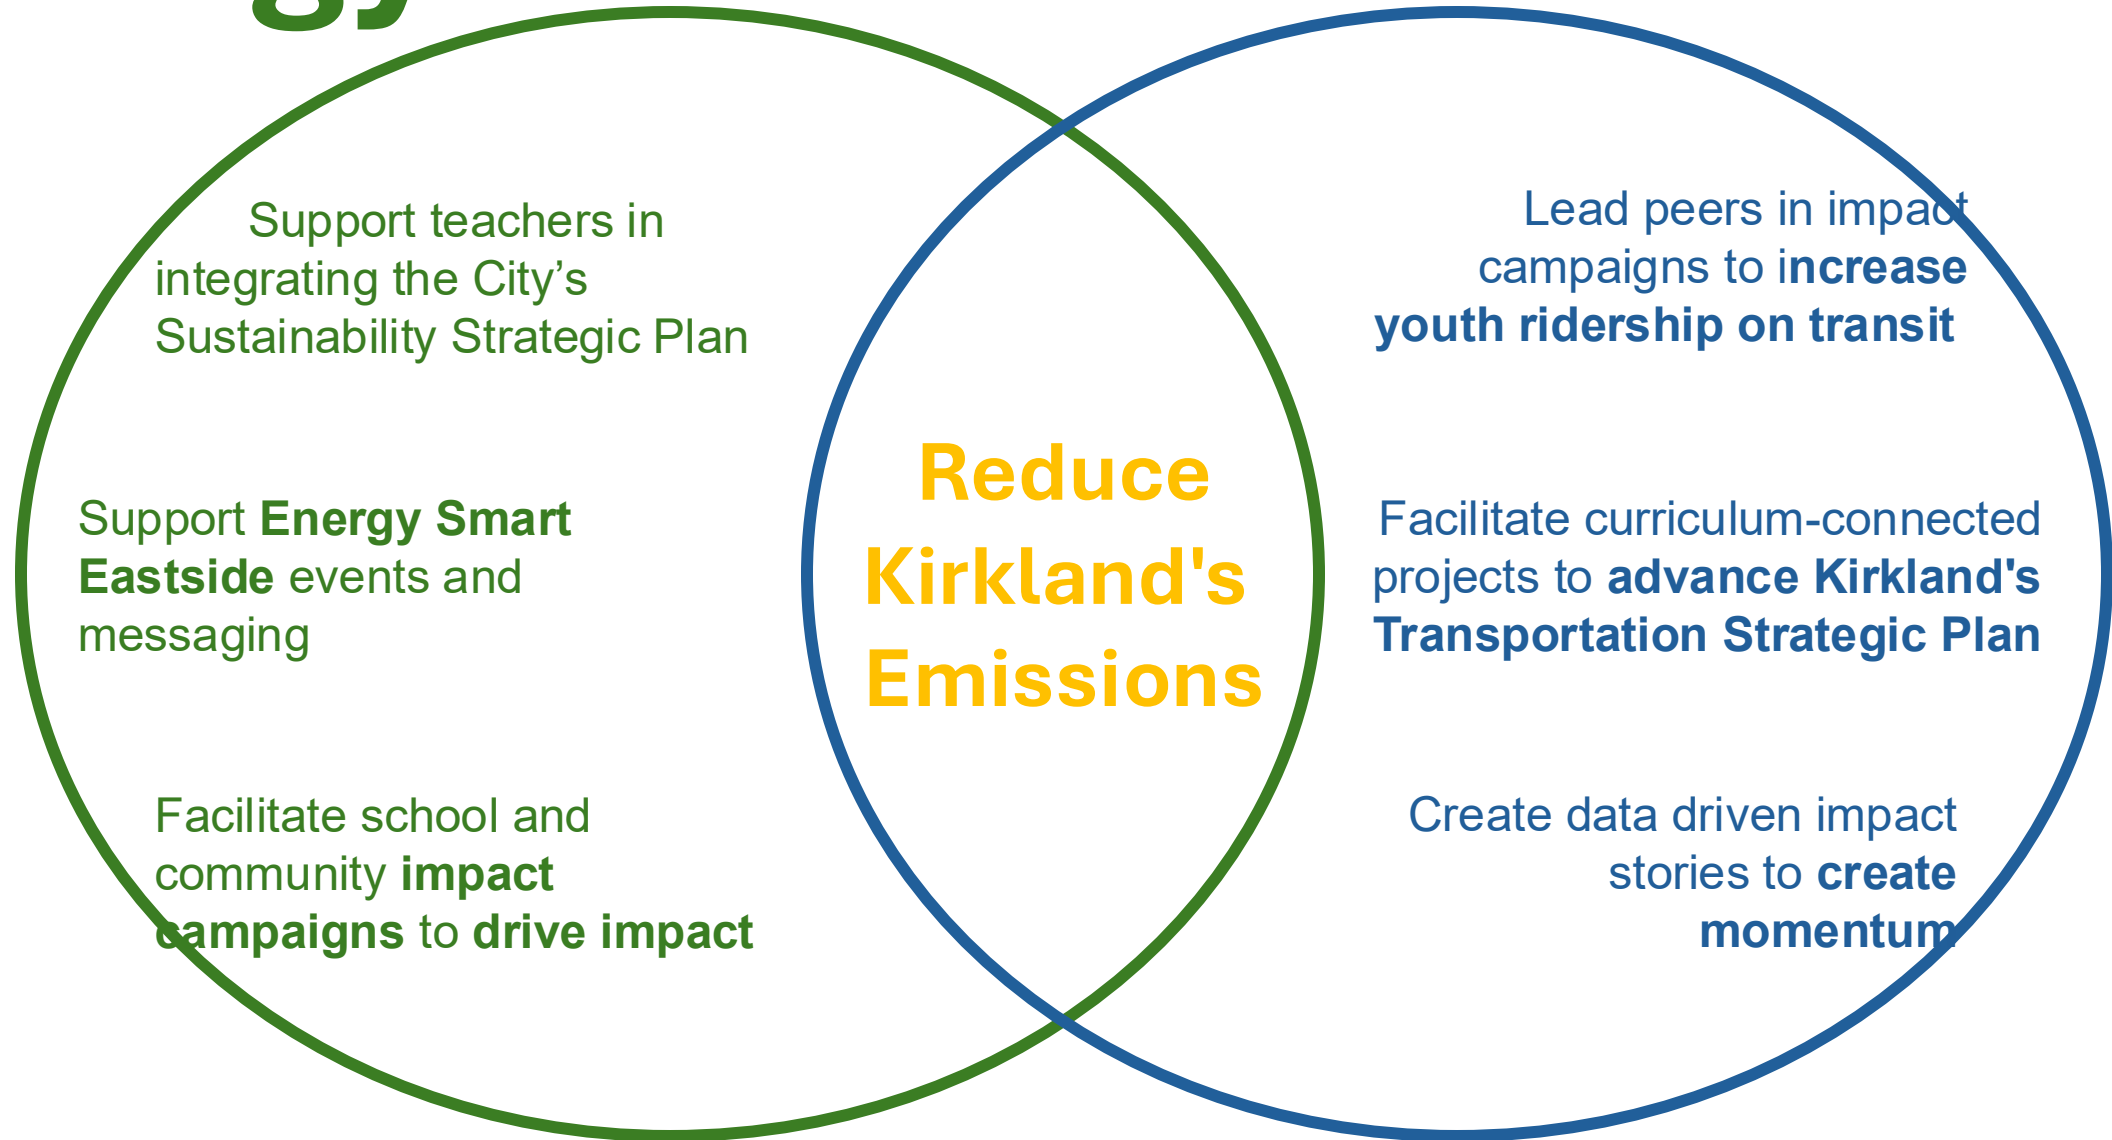 Support teachers in
integrating the City’s
Sustainability Strategic Plan
Support Energy Smart
Eastside events and
messaging
Facilitate school and
community impact
campaigns to drive impact
Reduce
Kirkland's
Emissions
Lead peers in impact
campaigns to increase
youth ridership on transit
Facilitate curriculum-connected
projects to advance Kirkland's
Transportation Strategic Plan
Create data driven impact
stories to create
momentum